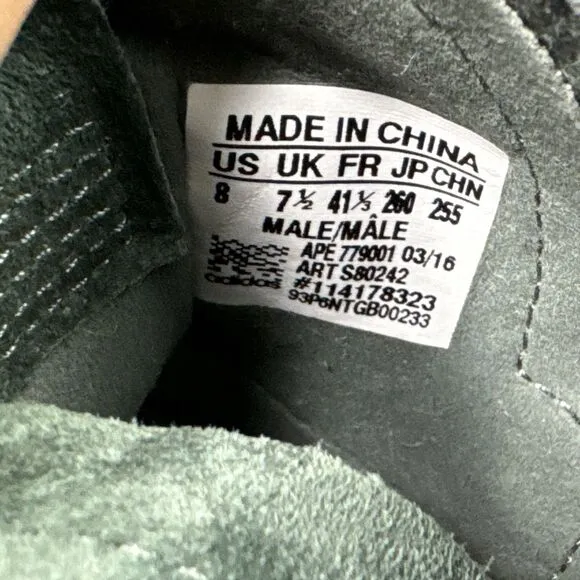 MADE IN CHINA
US UK FR JP CHN
8 7½ 41⅓ 260 255
MALE/MÂLE
APE 779001 03/16
ART S80242
#114178323
adidas 93P6NTGB00233